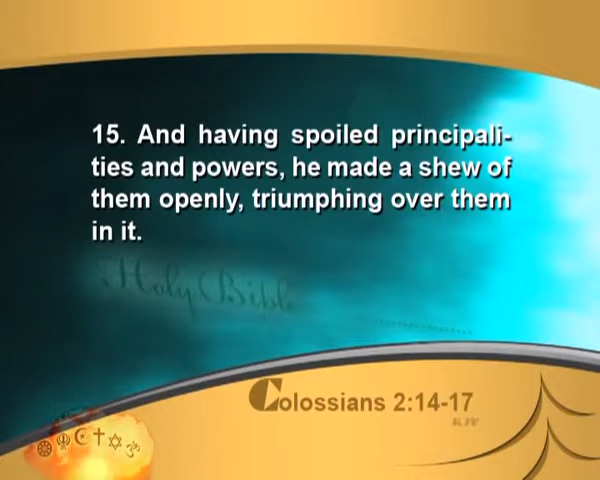 15. And having spoiled principali-
ties and powers, he made a shew of
them openly, triumphing over them
in it.
Holy Bible
Colossians 2:14-17
KJV